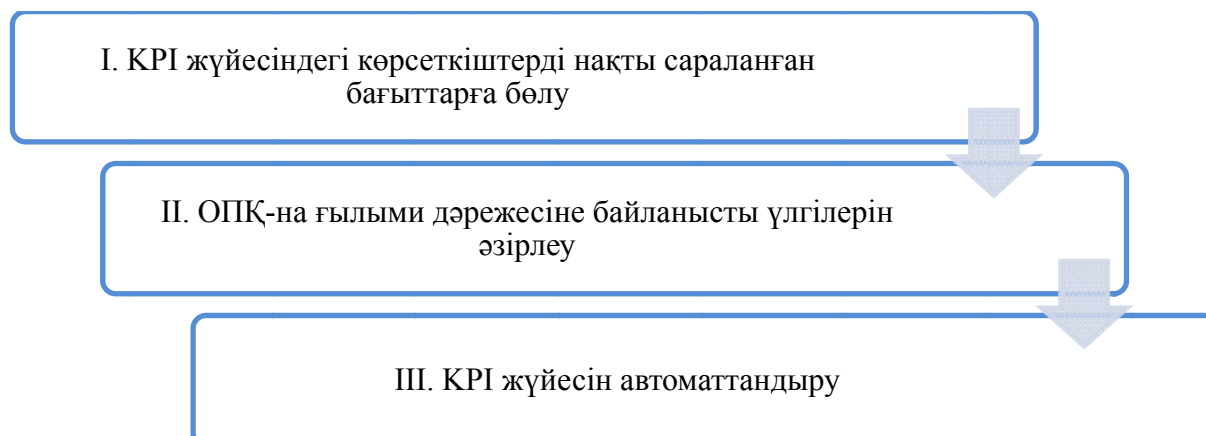 I. KPI жүйесіндегі көрсеткіштерді нақты сараланған
бағыттарға бөлу
II. ОПҚ-на ғылыми дәрежесіне байланысты үлгілерін
әзірлеу
III. KPI жүйесін автоматтандыру